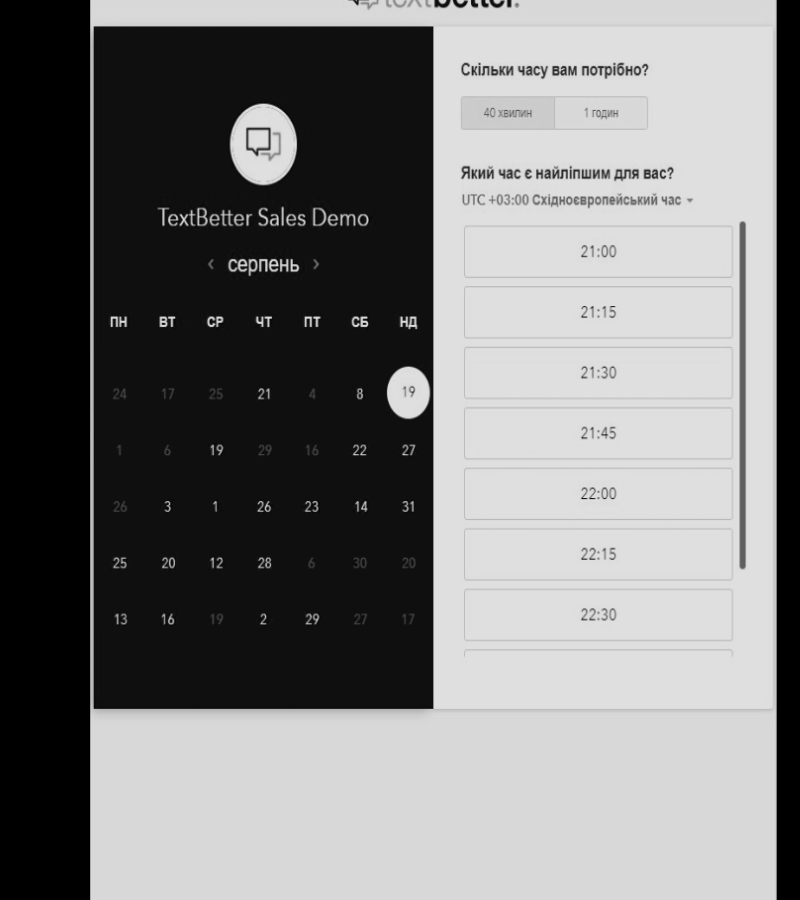 textbetter.
TextBetter Sales Demo
‹ серпень ›
ПН ВТ СР ЧТ ПТ СБ НД
24 17 25 21 4 8 19
1 6 19 29 16 22 27
26 3 1 26 23 14 31
25 20 12 28 6 30 20
13 16 19 2 29 27 17
Скільки часу вам потрібно?
40 хвилин 1 годин
Який час є найліпшим для вас?
UTC +03:00 Східноєвропейський час
21:00
21:15
21:30
21:45
22:00
22:15
22:30